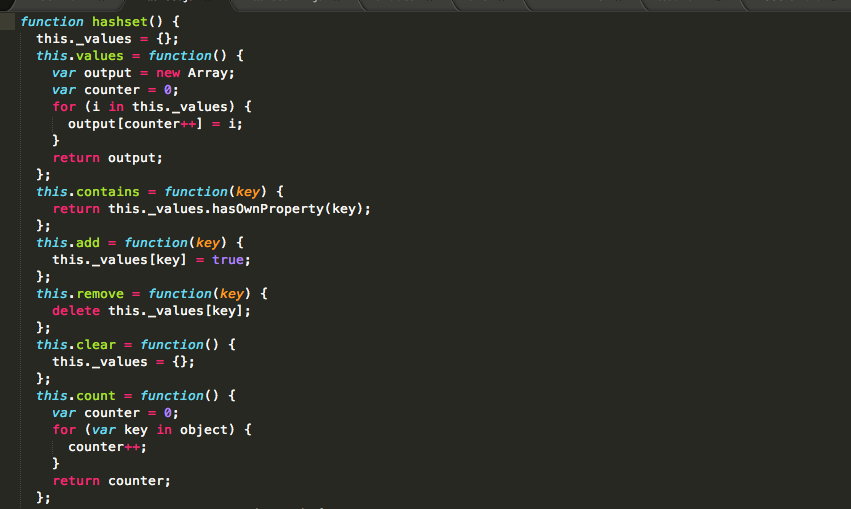 function hashset() {
  this._values = {};
  this.values = function() {
    var output = new Array;
    var counter = 0;
    for (i in this._values) {
      output[counter++] = i;
    }
    return output;
  };
  this.contains = function(key) {
    return this._values.hasOwnProperty(key);
  };
  this.add = function(key) {
    this._values[key] = true;
  };
  this.remove = function(key) {
    delete this._values[key];
  };
  this.clear = function() {
    this._values = {};
  };
  this.count = function() {
    var counter = 0;
    for (var key in object) {
      counter++;
    }
    return counter;
  };